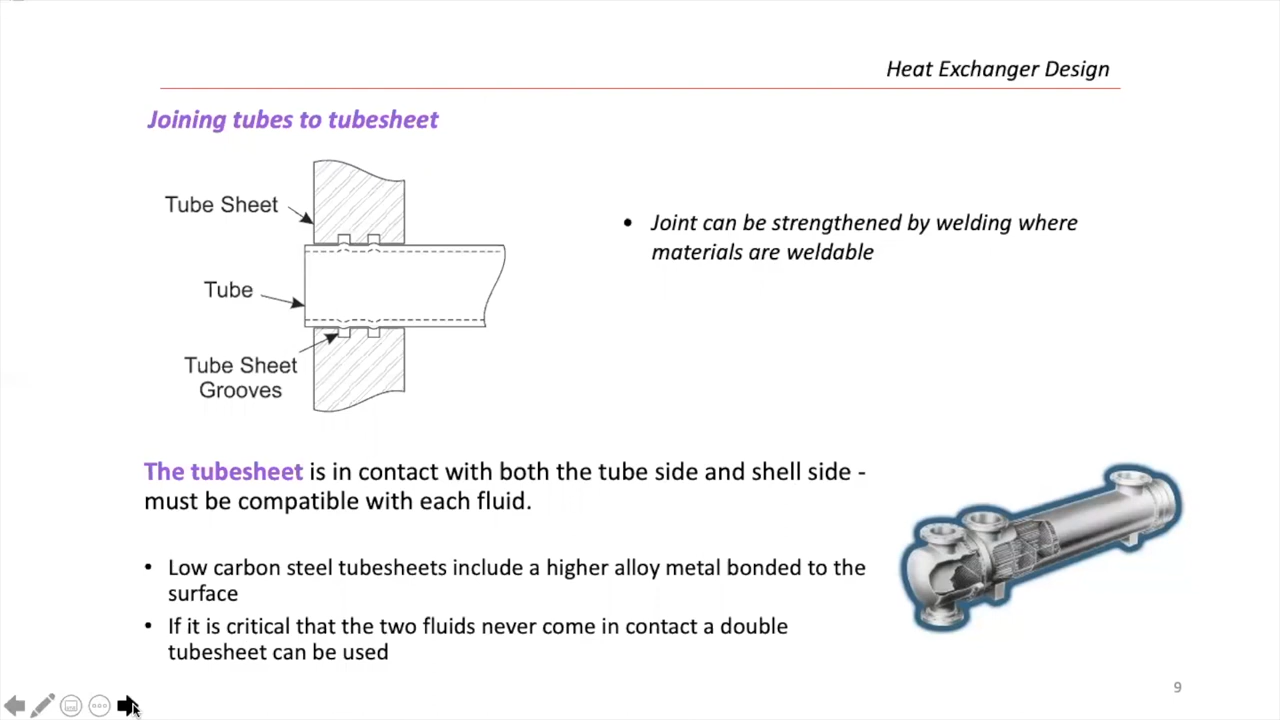 Heat Exchanger Design
Joining tubes to tubesheet
Tube Sheet
Tube
Tube Sheet
Grooves
• Joint can be strengthened by welding where
materials are weldable
The tubesheet is in contact with both the tube side and shell side -
must be compatible with each fluid.
• Low carbon steel tubesheets include a higher alloy metal bonded to the
surface
• If it is critical that the two fluids never come in contact a double
tubesheet can be used
9